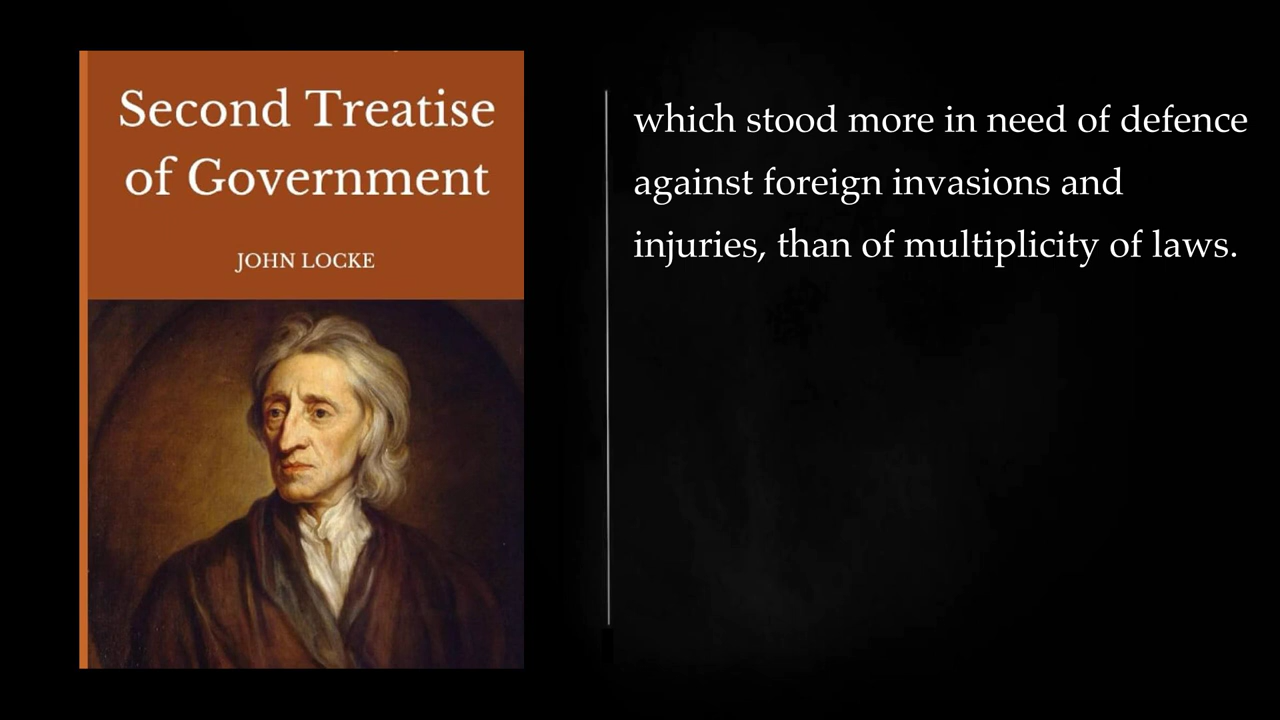 Second Treatise
of Government
JOHN LOCKE
which stood more in need of defence
against foreign invasions and
injuries, than of multiplicity of laws.